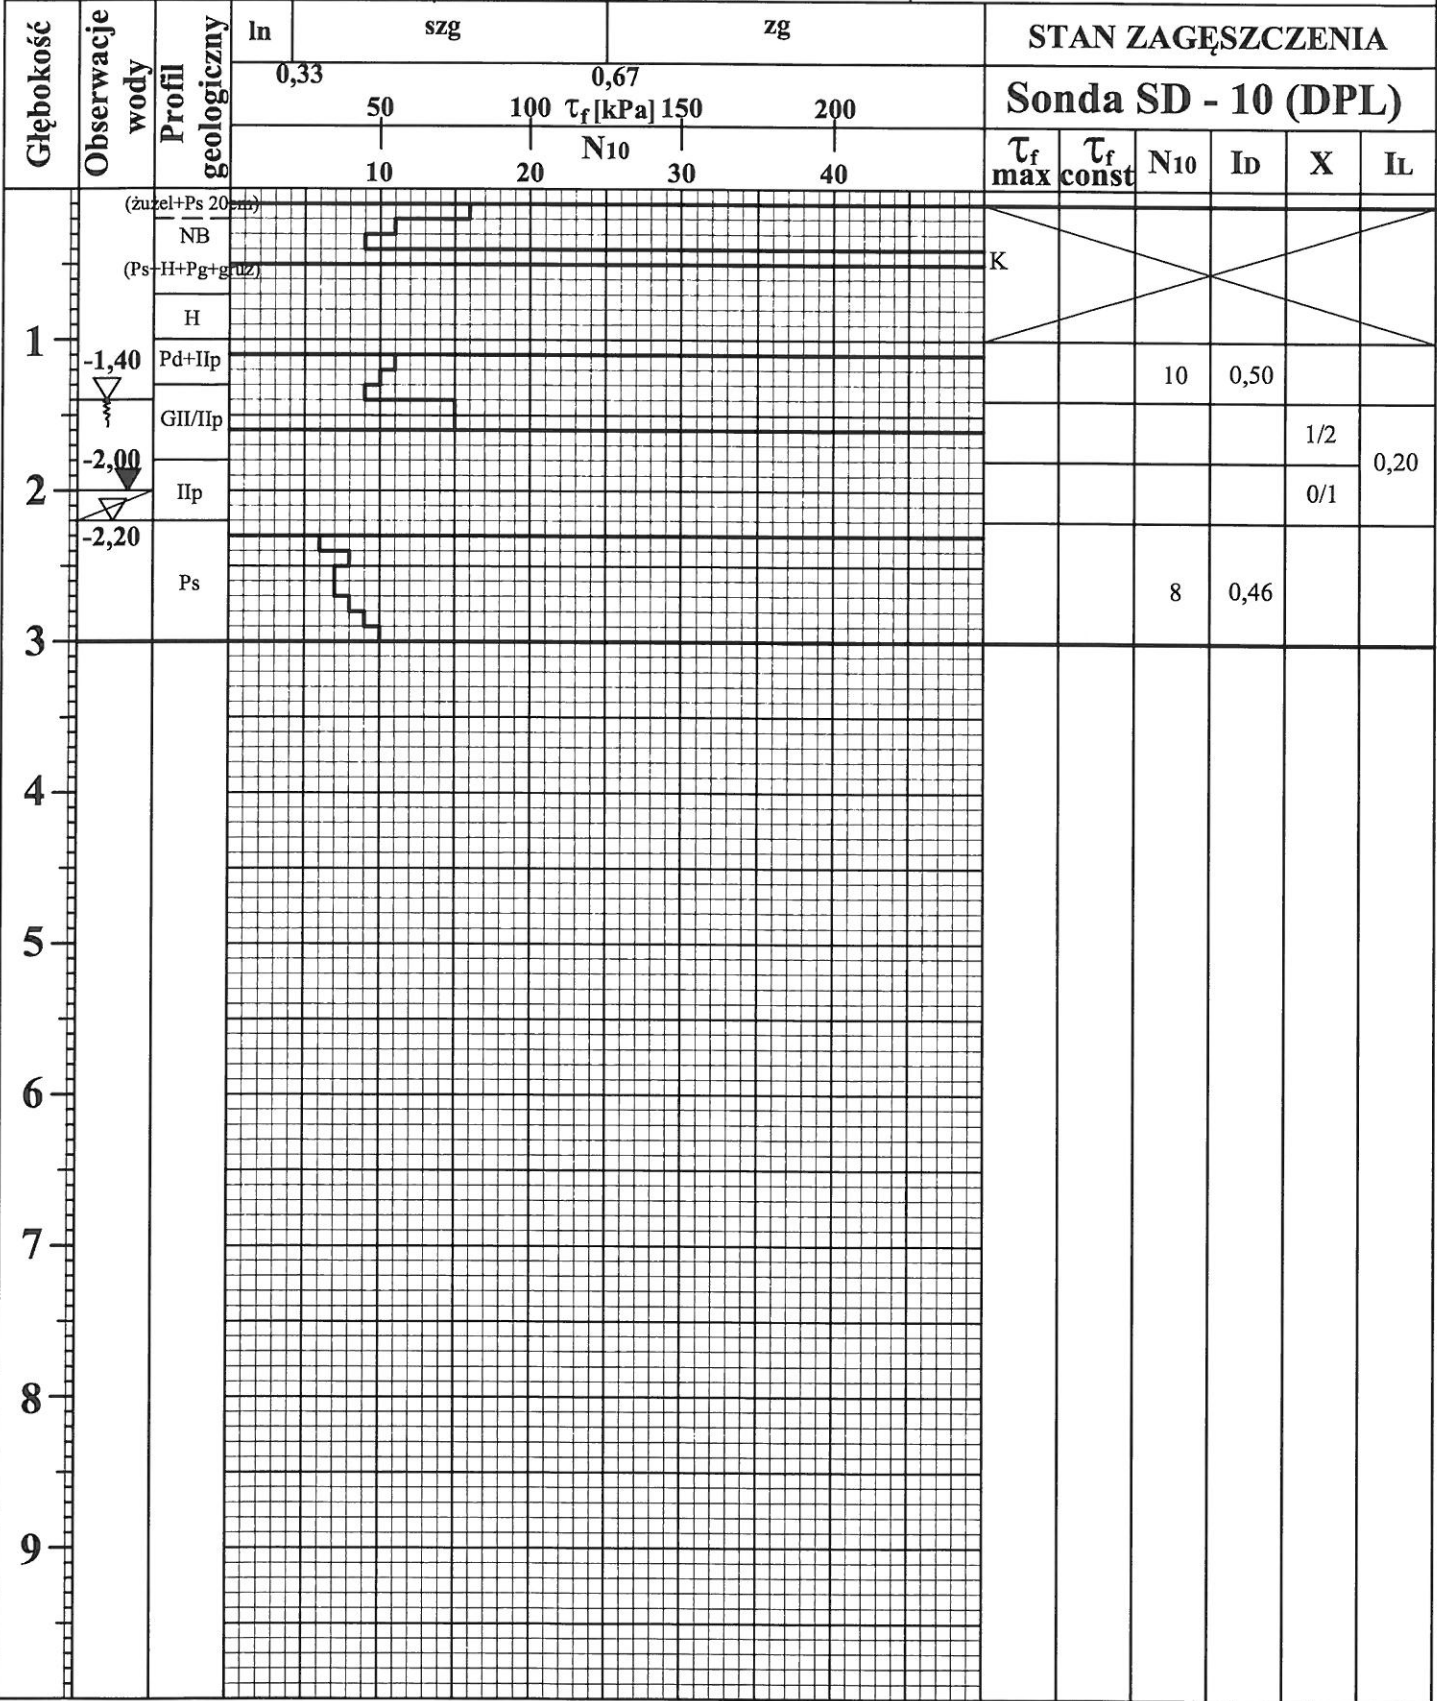 Głębokość
Obserwacje
wody
Profil
geologiczny
ln szg zg
0,33 0,67
50 100 τf [kPa] 150 200
N10
10 20 30 40
STAN ZAGĘSZCZENIA
Sonda SD - 10 (DPL)
τf max τf const N10 ID X IL
(żużel+Ps 20cm)
NB
(Ps+H+Pg+gruz)
K
H
1
-1,40 Pd+IIp
10 0,50
GII/IIp
1/2
-2,00
0,20
2
IIp
0/1
-2,20
Ps
8 0,46
3
4
5
6
7
8
9